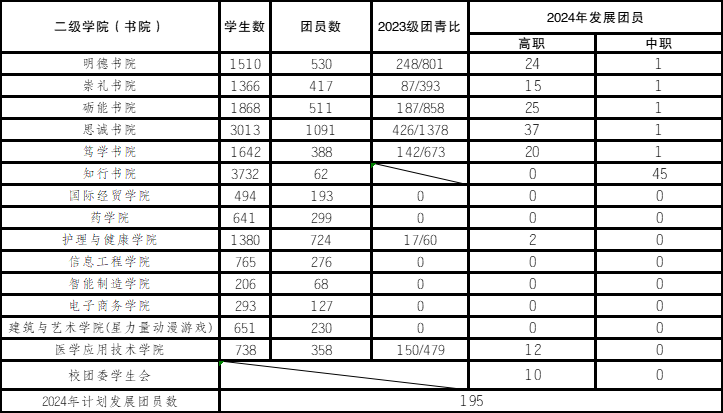 二级学院（书院） 学生数 团员数 2023级团青比 2024年发展团员
高职 中职
明德书院 1510 530 248/801 24 1
崇礼书院 1366 417 87/393 15 1
砺能书院 1868 511 187/858 25 1
思诚书院 3013 1091 426/1378 37 1
笃学书院 1642 388 142/673 20 1
知行书院 3732 62 0 45
国际经贸学院 494 193 0 0 0
药学院 641 299 0 0 0
护理与健康学院 1380 724 17/60 2 0
信息工程学院 765 276 0 0 0
智能制造学院 206 68 0 0 0
电子商务学院 293 127 0 0 0
建筑与艺术学院(星力量动漫游戏) 651 230 0 0 0
医学应用技术学院 738 358 150/479 12 0
校团委学生会 10 0
2024年计划发展团员数 195